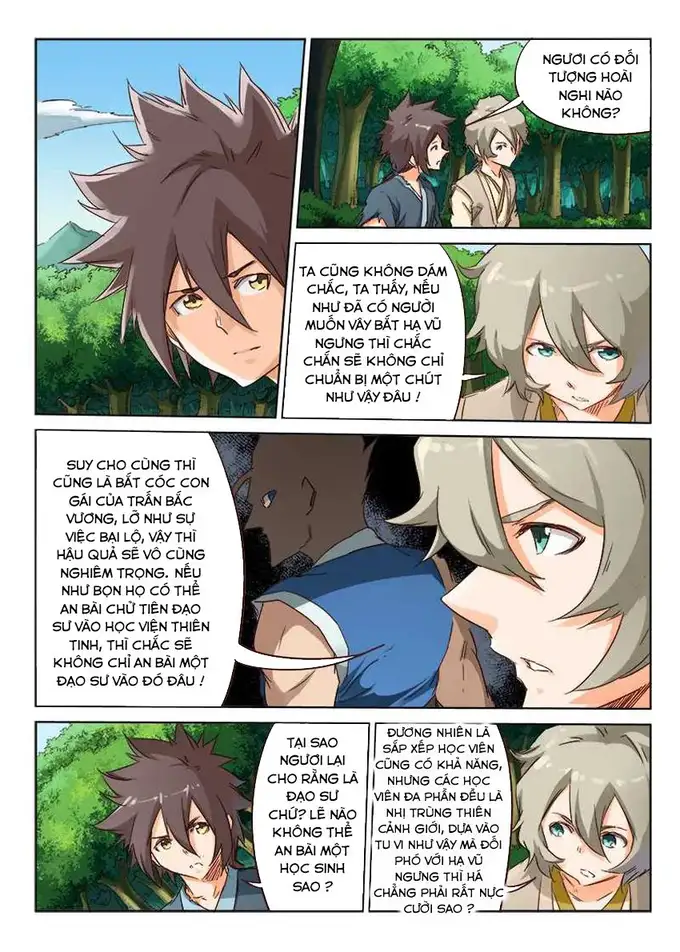 NGƯƠI CÓ ĐỐI
TƯỢNG HOÀI
NGHI NÀO
KHÔNG?
TA CŨNG KHÔNG DÁM
CHẮC, TA THẤY, NẾU
NHƯ ĐÃ CÓ NGƯỜI
MUỐN VÂY BẮT HẠ VŨ
NGƯNG THÌ CHẮC
CHẮN SẼ KHÔNG CHỈ
CHUẨN BỊ MỘT CHÚT
NHƯ VẬY ĐÂU !
SUY CHO CÙNG THÌ
CŨNG LÀ BẮT CÓC CON
GÁI CỦA TRẤN BẮC
VƯƠNG, LỠ NHƯ SỰ
VIỆC BẠI LỘ, VẬY THÌ
HẬU QUẢ SẼ VÔ CÙNG
NGHIÊM TRỌNG. NẾU
NHƯ BỌN HỌ CÓ THỂ
AN BÀI CHỬ TIÊN ĐẠO
SƯ VÀO HỌC VIỆN THIÊN
TINH, THÌ CHẮC SẼ
KHÔNG CHỈ AN BÀI MỘT
ĐẠO SƯ VÀO ĐÓ ĐÂU !
TẠI SAO
NGƯƠI LẠI
CHO RẰNG LÀ
ĐẠO SƯ
CHỨ? LẼ NÀO
KHÔNG THỂ
AN BÀI MỘT
HỌC SINH
SAO ?
ĐƯƠNG NHIÊN LÀ
SẮP XẾP HỌC VIÊN
CŨNG CÓ KHẢ NĂNG,
NHƯNG CÁC HỌC
VIÊN ĐA PHẦN ĐỀU LÀ
NHỊ TRÙNG THIÊN
CẢNH GIỚI, DỰA VÀO
TU VI NHƯ VẬY MÀ ĐỐI
PHÓ VỚI HẠ VŨ
NGƯNG THÌ HÁ
CHẲNG PHẢI RẤT NỰC
CƯỜI SAO ?